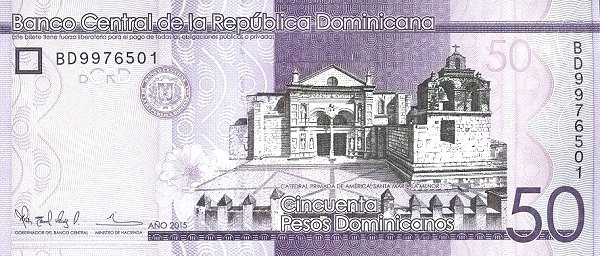 Banco Central de la República Dominicana
Este billete tiene fuerza liberatoria para el pago de todas las obligaciones públicas o privadas
BD9976501
BCRD
50
BD9976501
CATEDRAL PRIMADA DE AMÉRICA, SANTA MARÍA LA MENOR
Cincuenta
Pesos Dominicanos
50
AÑO 2015
GOBERNADOR DEL BANCO CENTRAL
MINISTRO DE HACIENDA